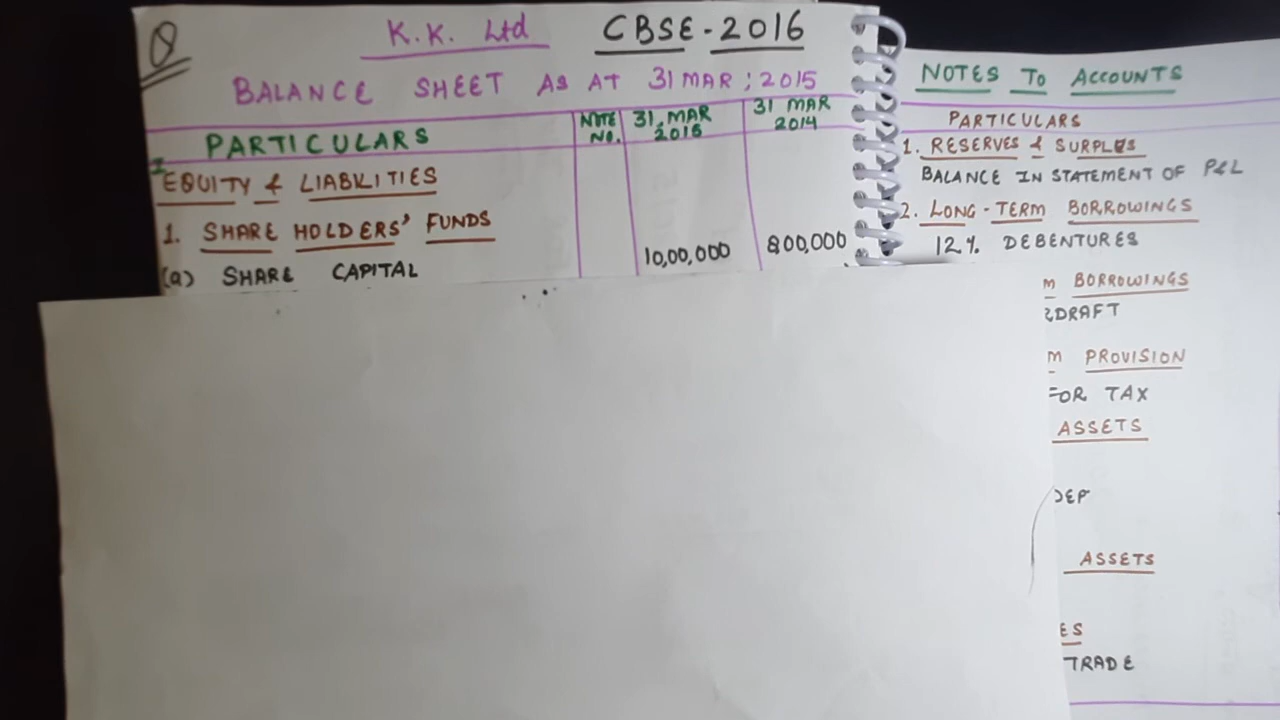 Q
K.K. Ltd CBSE-2016
BALANCE SHEET AS AT 31 MAR ; 2015
PARTICULARS NOTE NO. 31 MAR 2015 31 MAR 2014
I
EQUITY & LIABILITIES
1. SHARE HOLDERS' FUNDS
(a) SHARE CAPITAL 10,00,000 800,000
NOTES TO ACCOUNTS
PARTICULARS
1. RESERVES & SURPLUS
BALANCE IN STATEMENT OF P&L
2. LONG-TERM BORROWINGS
12% DEBENTURES
M BORROWINGS
RDRAFT
M PROVISION
FOR TAX
ASSETS
DEP
ASSETS
ES
TRADE